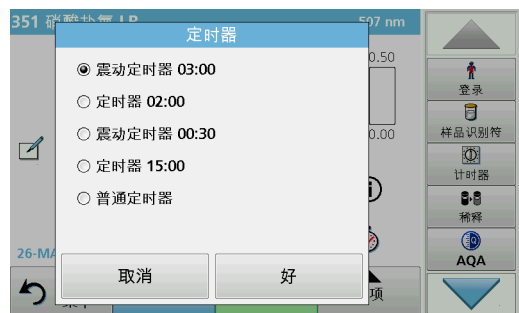 351
507 nm
定时器
0.50
震动定时器 03:00
定时器 02:00
震动定时器 00:30
0.00
定时器 15:00
普通定时器
26-MA
取消
好
项
登录
样品识别符
计时器
稀释
AQA